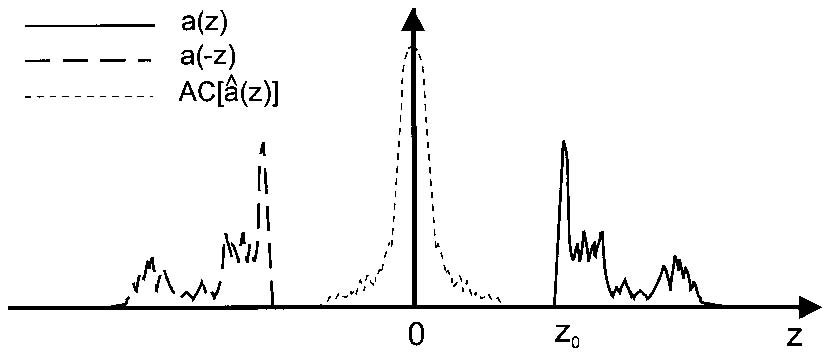 a(z)
a(-z)
AC[â(z)]
0 z₀ z